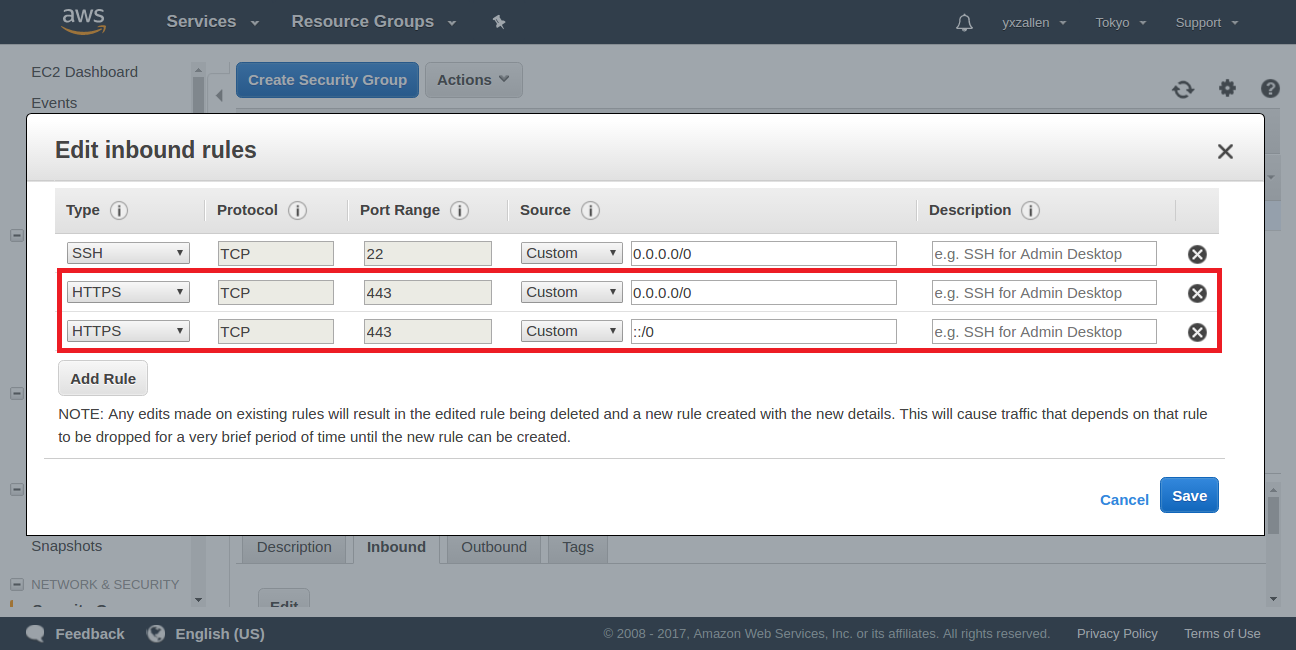 aws Services Resource Groups yxzallen Tokyo Support
EC2 Dashboard
Events
Create Security Group Actions
Edit inbound rules
Type Protocol Port Range Source Description
SSH TCP 22 Custom 0.0.0.0/0 e.g. SSH for Admin Desktop
HTTPS TCP 443 Custom 0.0.0.0/0 e.g. SSH for Admin Desktop
HTTPS TCP 443 Custom ::/0 e.g. SSH for Admin Desktop
Add Rule
NOTE: Any edits made on existing rules will result in the edited rule being deleted and a new rule created with the new details. This will cause traffic that depends on that rule
to be dropped for a very brief period of time until the new rule can be created.
Cancel Save
Snapshots
Description Inbound Outbound Tags
NETWORK & SECURITY
Edit
Feedback English (US) © 2008 - 2017, Amazon Web Services, Inc. or its affiliates. All rights reserved. Privacy Policy Terms of Use